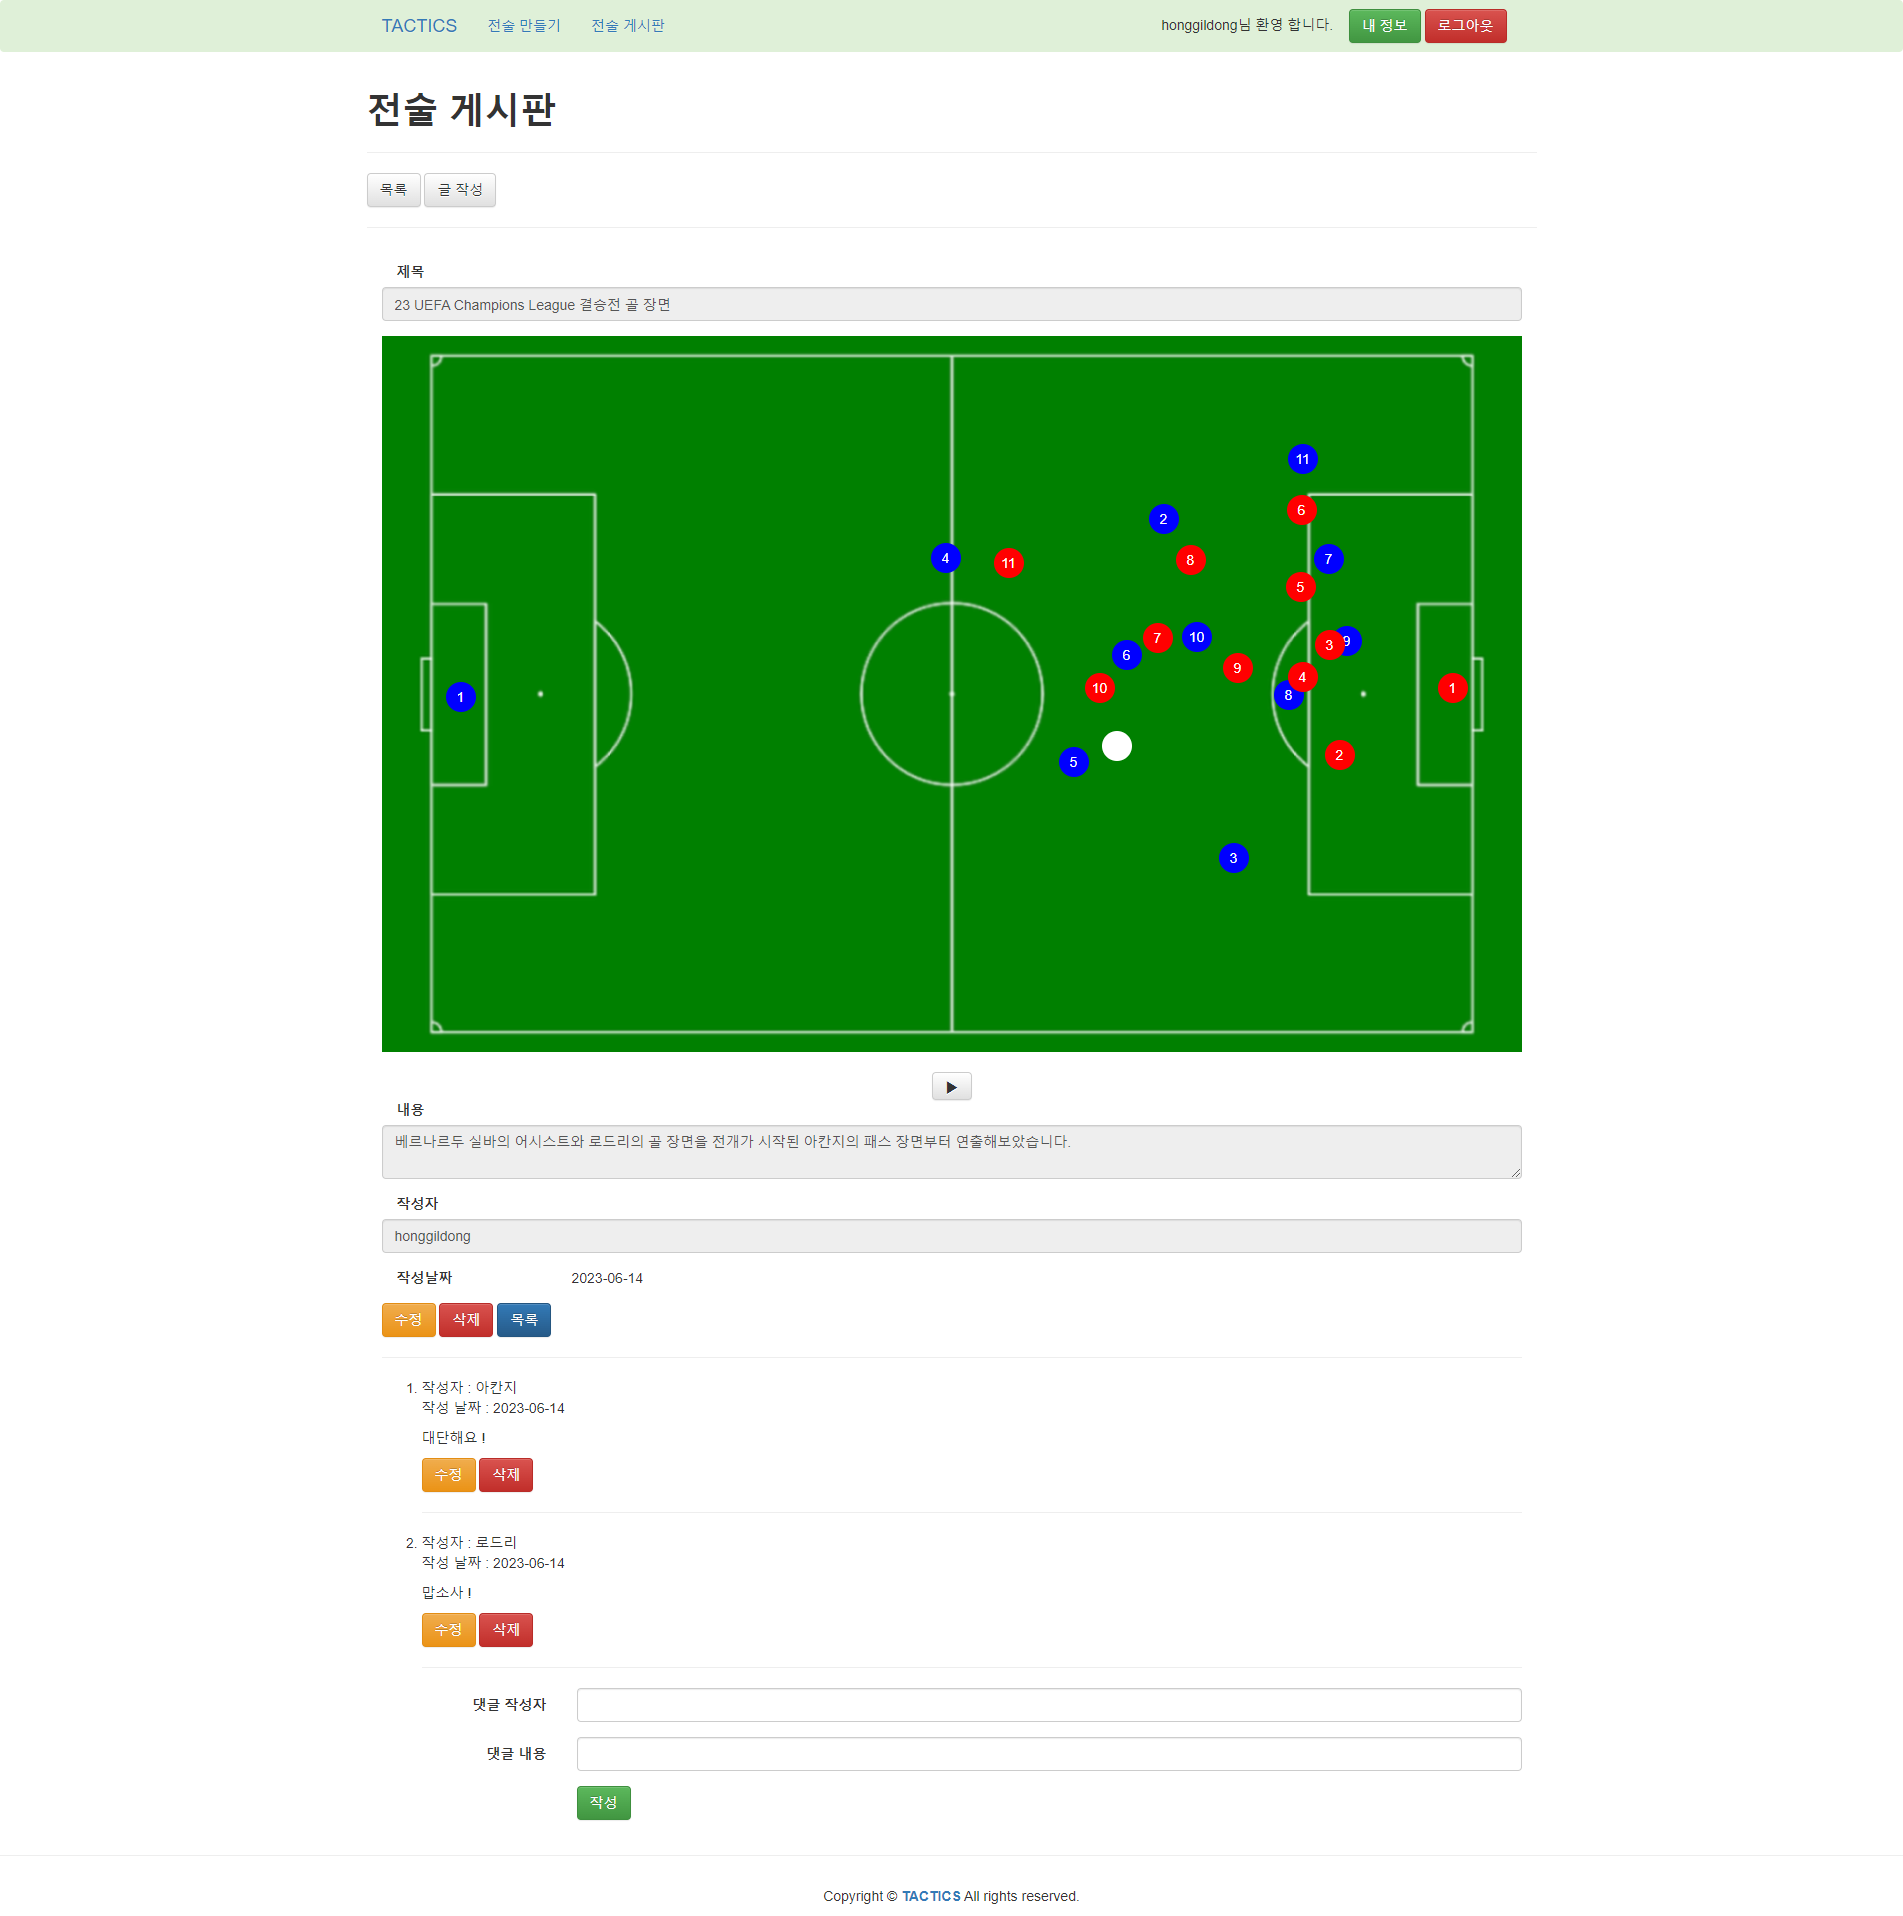 TACTICS 전술 만들기 전술 게시판 honggildong님 환영 합니다. 내 정보 로그아웃
전술 게시판
목록 글 작성
제목
23 UEFA Champions League 결승전 골 장면
11
6
2
4
11
8
7
5
7
10
6
3
9
9
4
10
8
1
1
5
2
3
내용
베르나르두 실바의 어시스트와 로드리의 골 장면을 전개가 시작된 아칸지의 패스 장면부터 연출해보았습니다.
작성자
honggildong
작성날짜 2023-06-14
수정 삭제 목록
1. 작성자 : 아칸지
작성 날짜 : 2023-06-14
대단해요 !
수정 삭제
2. 작성자 : 로드리
작성 날짜 : 2023-06-14
맙소사 !
수정 삭제
댓글 작성자
댓글 내용
작성
Copyright © TACTICS All rights reserved.